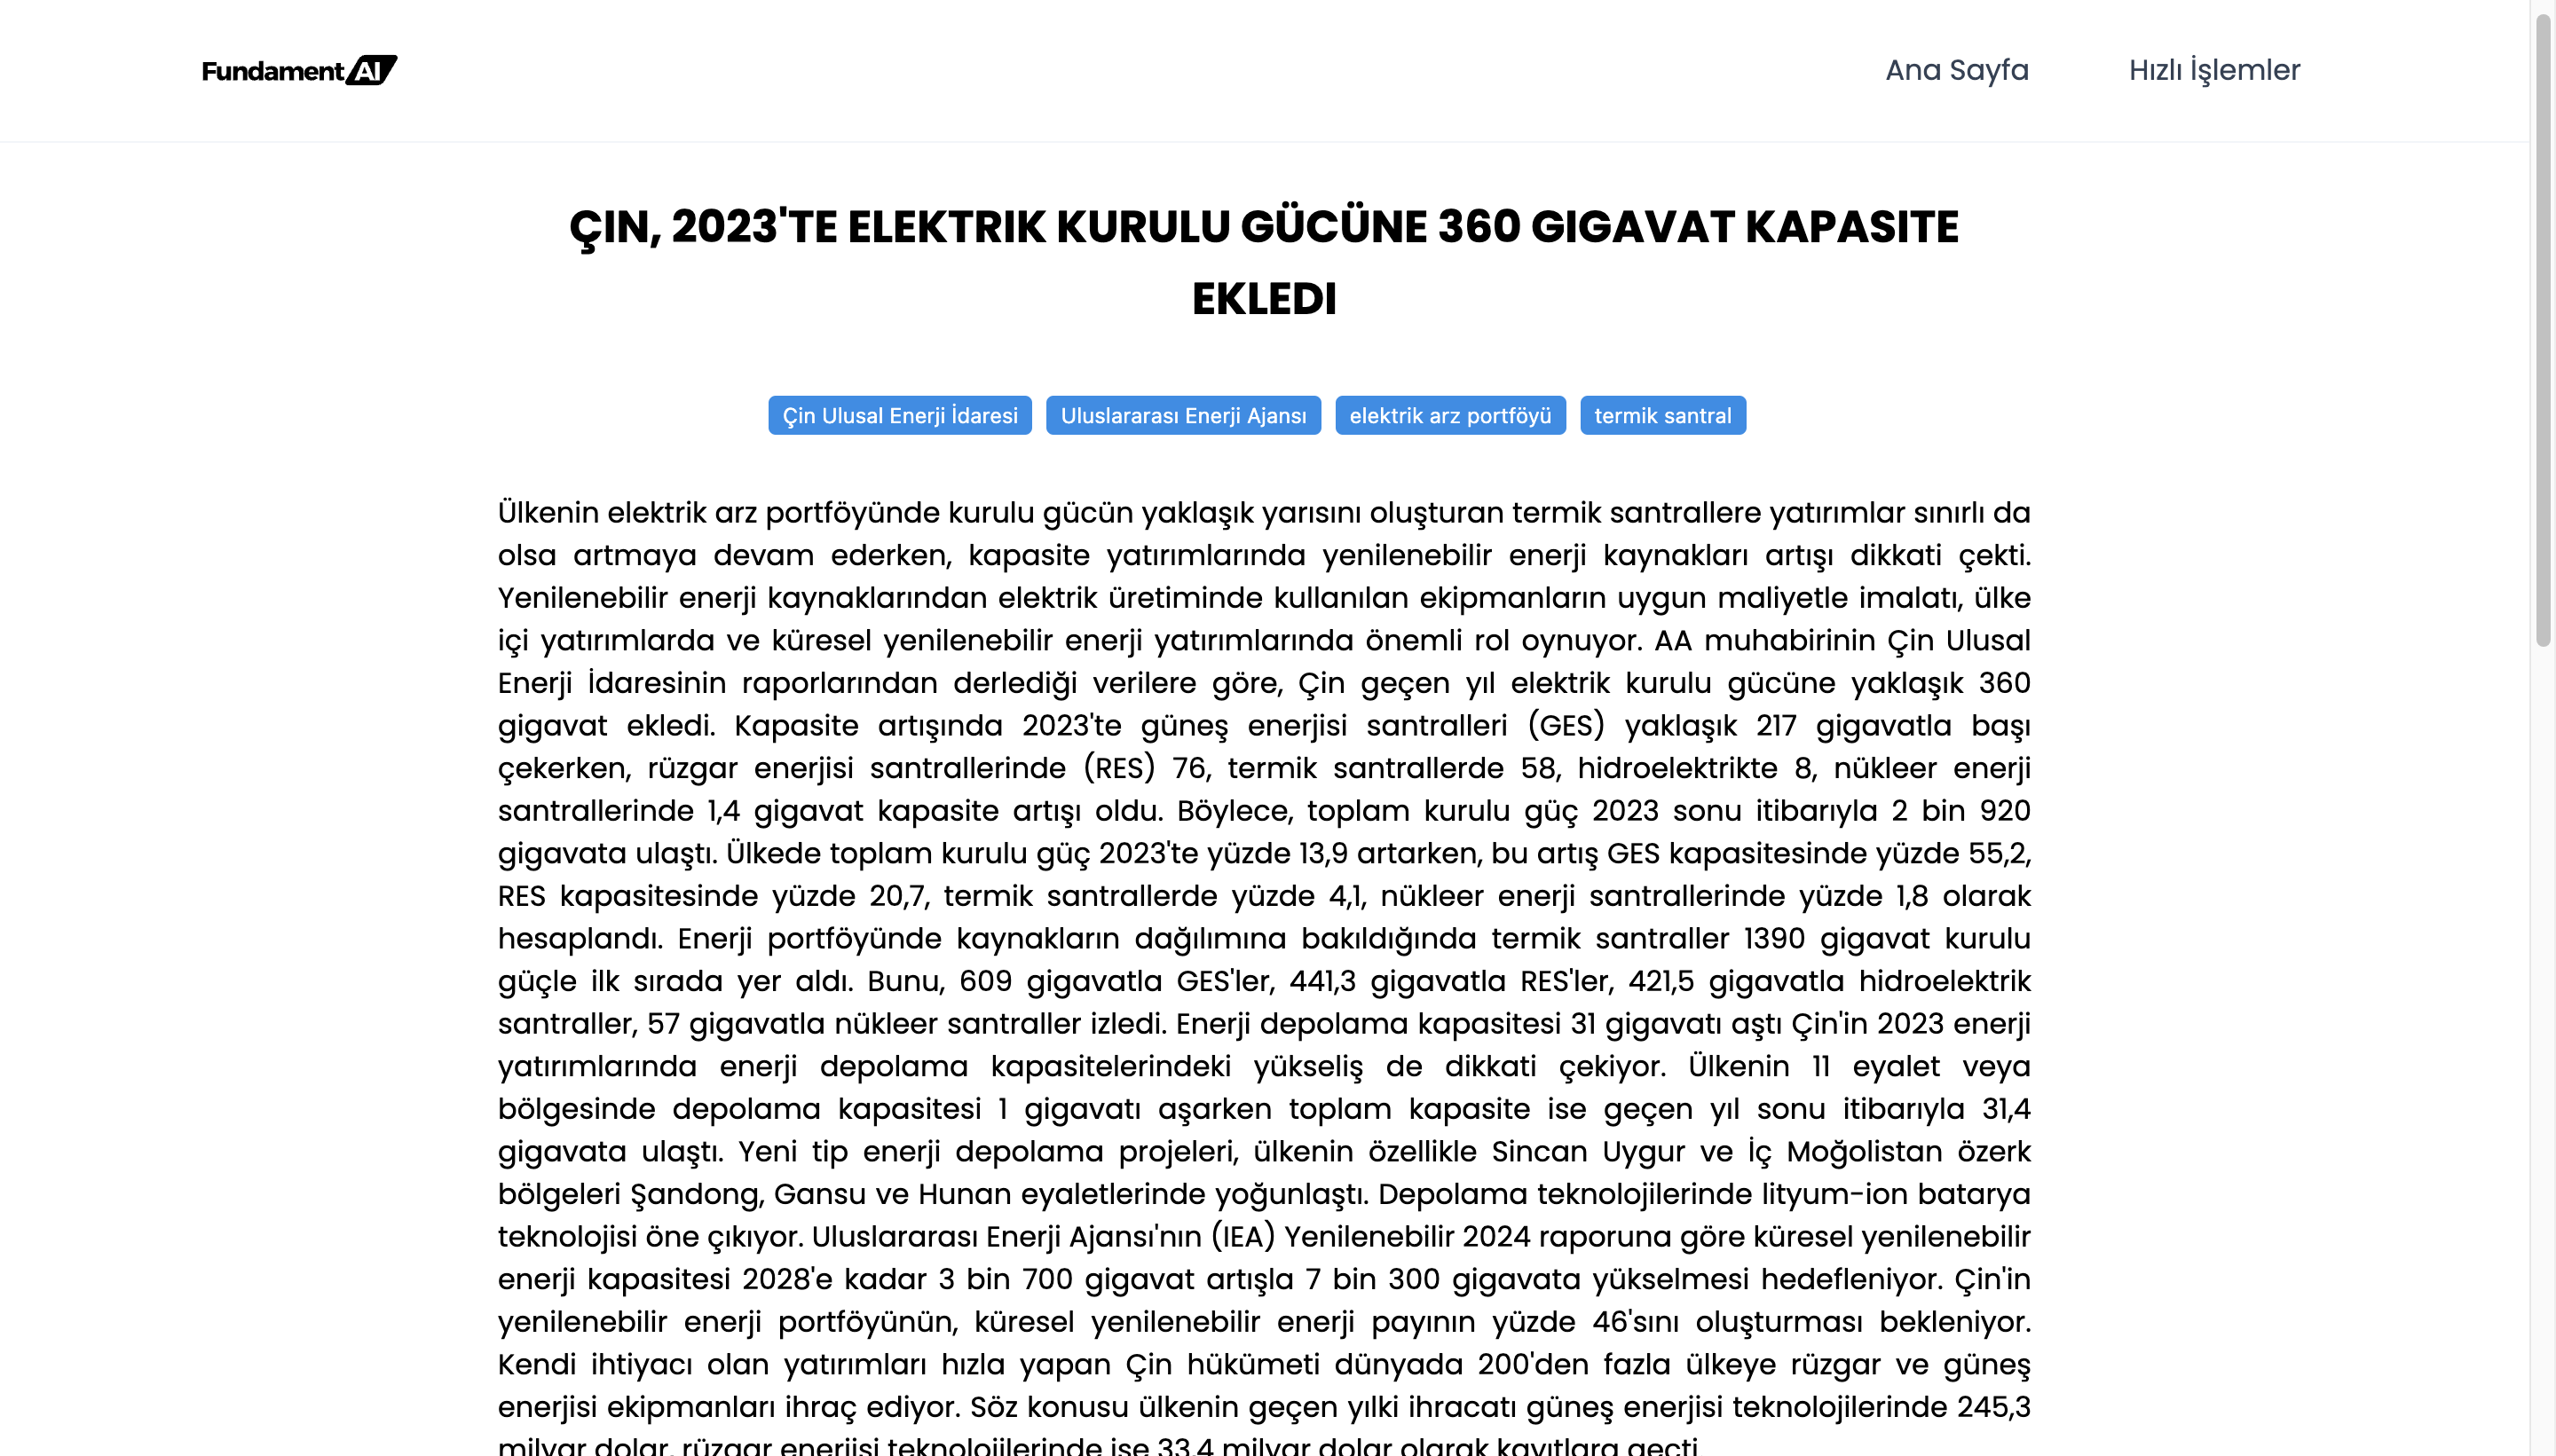 Fundament AI
Ana Sayfa
Hızlı İşlemler
ÇIN, 2023'TE ELEKTRIK KURULU GÜCÜNE 360 GIGAVAT KAPASITE
EKLEDI
Çin Ulusal Enerji İdaresi
Uluslararası Enerji Ajansı
elektrik arz portföyü
termik santral
Ülkenin elektrik arz portföyünde kurulu gücün yaklaşık yarısını oluşturan termik santrallere yatırımlar sınırlı da
olsa artmaya devam ederken, kapasite yatırımlarında yenilenebilir enerji kaynakları artışı dikkati çekti.
Yenilenebilir enerji kaynaklarından elektrik üretiminde kullanılan ekipmanların uygun maliyetle imalatı, ülke
içi yatırımlarda ve küresel yenilenebilir enerji yatırımlarında önemli rol oynuyor. AA muhabirinin Çin Ulusal
Enerji İdaresinin raporlarından derlediği verilere göre, Çin geçen yıl elektrik kurulu gücüne yaklaşık 360
gigavat ekledi. Kapasite artışında 2023'te güneş enerjisi santralleri (GES) yaklaşık 217 gigavatla başı
çekerken, rüzgar enerjisi santrallerinde (RES) 76, termik santrallerde 58, hidroelektrikte 8, nükleer enerji
santrallerinde 1,4 gigavat kapasite artışı oldu. Böylece, toplam kurulu güç 2023 sonu itibarıyla 2 bin 920
gigavata ulaştı. Ülkede toplam kurulu güç 2023'te yüzde 13,9 artarken, bu artış GES kapasitesinde yüzde 55,2,
RES kapasitesinde yüzde 20,7, termik santrallerde yüzde 4,1, nükleer enerji santrallerinde yüzde 1,8 olarak
hesaplandı. Enerji portföyünde kaynakların dağılımına bakıldığında termik santraller 1390 gigavat kurulu
güçle ilk sırada yer aldı. Bunu, 609 gigavatla GES'ler, 441,3 gigavatla RES'ler, 421,5 gigavatla hidroelektrik
santraller, 57 gigavatla nükleer santraller izledi. Enerji depolama kapasitesi 31 gigavatı aştı Çin'in 2023 enerji
yatırımlarında enerji depolama kapasitelerindeki yükseliş de dikkati çekiyor. Ülkenin 11 eyalet veya
bölgesinde depolama kapasitesi 1 gigavatı aşarken toplam kapasite ise geçen yıl sonu itibarıyla 31,4
gigavata ulaştı. Yeni tip enerji depolama projeleri, ülkenin özellikle Sincan Uygur ve İç Moğolistan özerk
bölgeleri Şandong, Gansu ve Hunan eyaletlerinde yoğunlaştı. Depolama teknolojilerinde lityum-ion batarya
teknolojisi öne çıkıyor. Uluslararası Enerji Ajansı'nın (IEA) Yenilenebilir 2024 raporuna göre küresel yenilenebilir
enerji kapasitesi 2028'e kadar 3 bin 700 gigavat artışla 7 bin 300 gigavata yükselmesi hedefleniyor. Çin'in
yenilenebilir enerji portföyünün, küresel yenilenebilir enerji payının yüzde 46'sını oluşturması bekleniyor.
Kendi ihtiyacı olan yatırımları hızla yapan Çin hükümeti dünyada 200'den fazla ülkeye rüzgar ve güneş
enerjisi ekipmanları ihraç ediyor. Söz konusu ülkenin geçen yılki ihracatı güneş enerjisi teknolojilerinde 245,3
milyar dolar, rüzgar enerjisi teknolojilerinde ise 33,4 milyar dolar olarak kayıtlara geçti